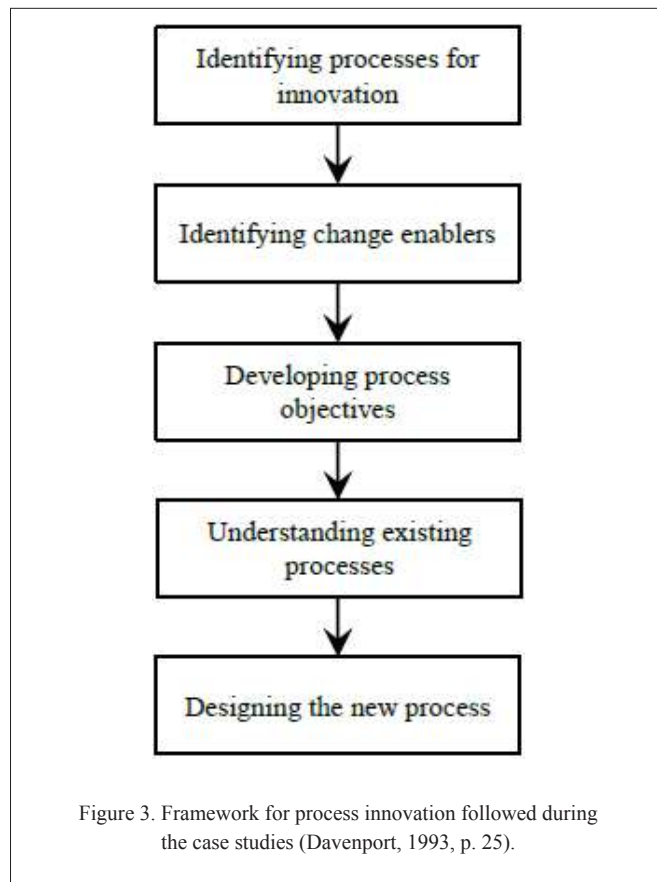 Identifying processes for
innovation
Identifying change enablers
Developing process
objectives
Understanding existing
processes
Designing the new process
Figure 3. Framework for process innovation followed during
the case studies (Davenport, 1993, p. 25).